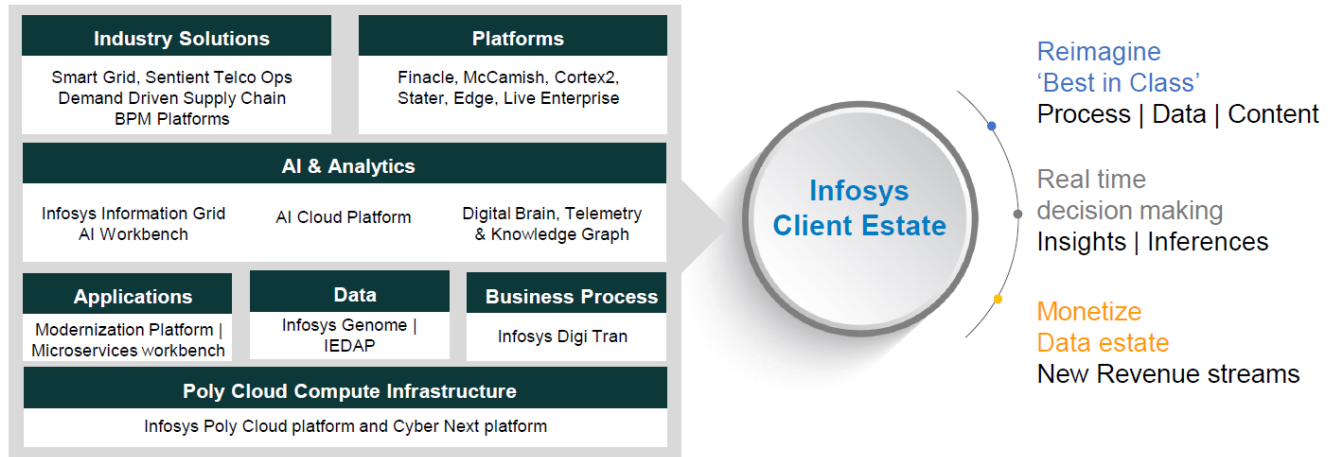 Industry Solutions
Smart Grid, Sentient Telco Ops
Demand Driven Supply Chain
BPM Platforms
Platforms
Finacle, McCamish, Cortex2,
Stater, Edge, Live Enterprise
AI & Analytics
Infosys Information Grid
AI Workbench
AI Cloud Platform
Digital Brain, Telemetry
& Knowledge Graph
Applications
Modernization Platform |
Microservices workbench
Data
Infosys Genome |
IEDAP
Business Process
Infosys Digi Tran
Poly Cloud Compute Infrastructure
Infosys Poly Cloud platform and Cyber Next platform
Infosys
Client Estate
Reimagine
‘Best in Class’
Process | Data | Content
Real time
decision making
Insights | Inferences
Monetize
Data estate
New Revenue streams